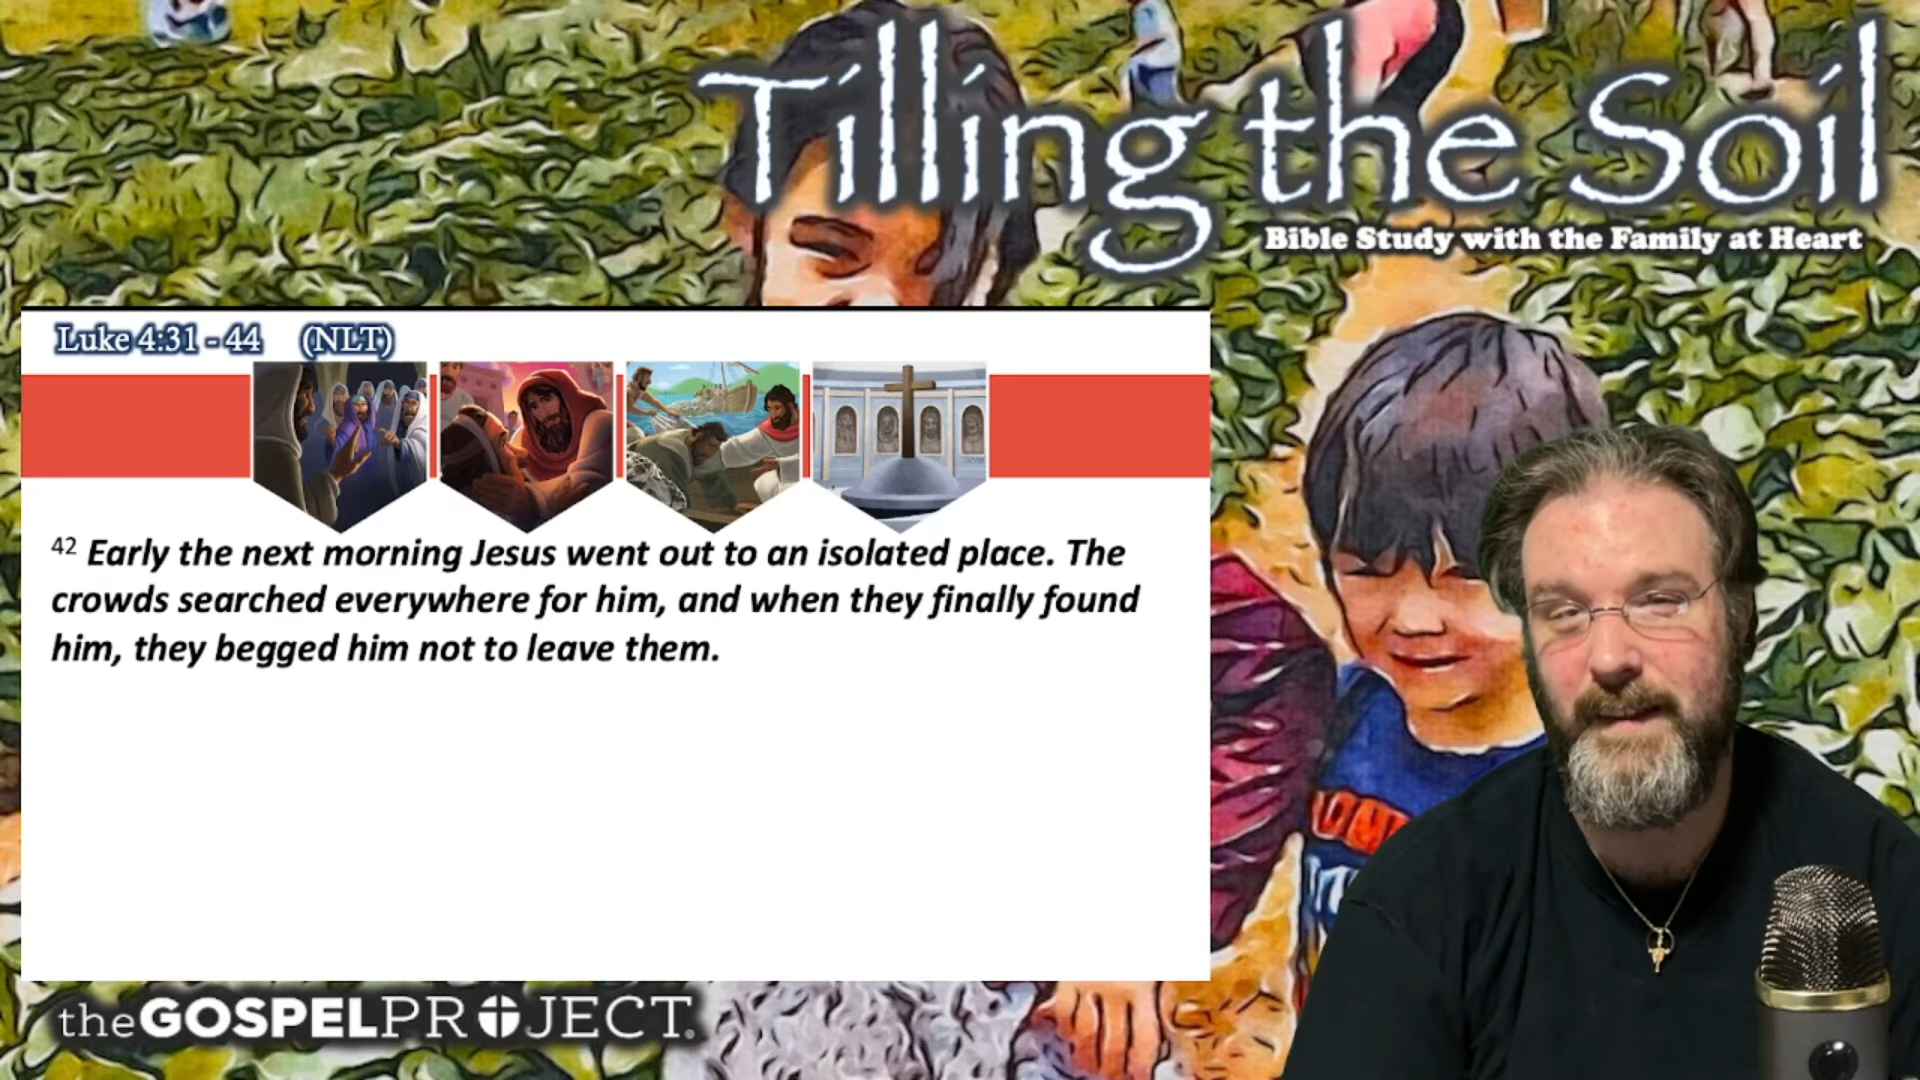 Tilling the Soil
Bible Study with the Family at Heart
Luke 4:31 - 44 (NLT)
42 Early the next morning Jesus went out to an isolated place. The
crowds searched everywhere for him, and when they finally found
him, they begged him not to leave them.
theGOSPELPROJECT.